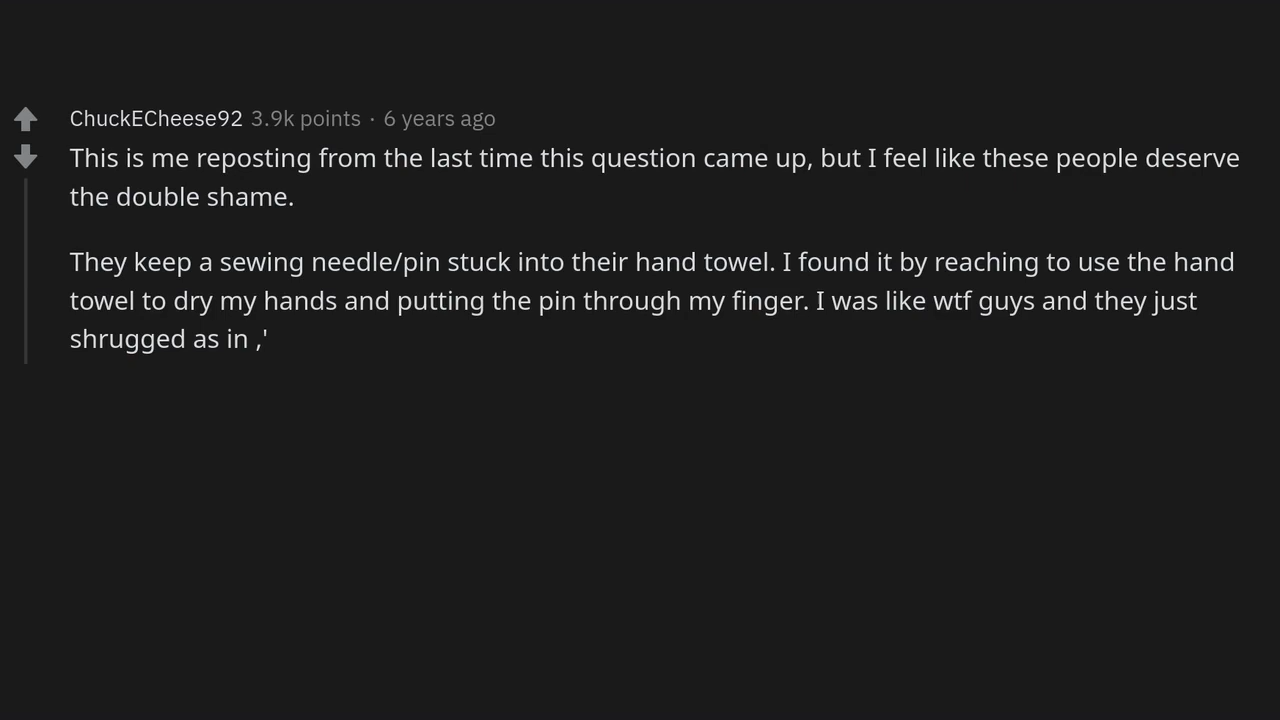 ChuckECheese92 3.9k points · 6 years ago
This is me reposting from the last time this question came up, but I feel like these people deserve
the double shame.
They keep a sewing needle/pin stuck into their hand towel. I found it by reaching to use the hand
towel to dry my hands and putting the pin through my finger. I was like wtf guys and they just
shrugged as in ,'